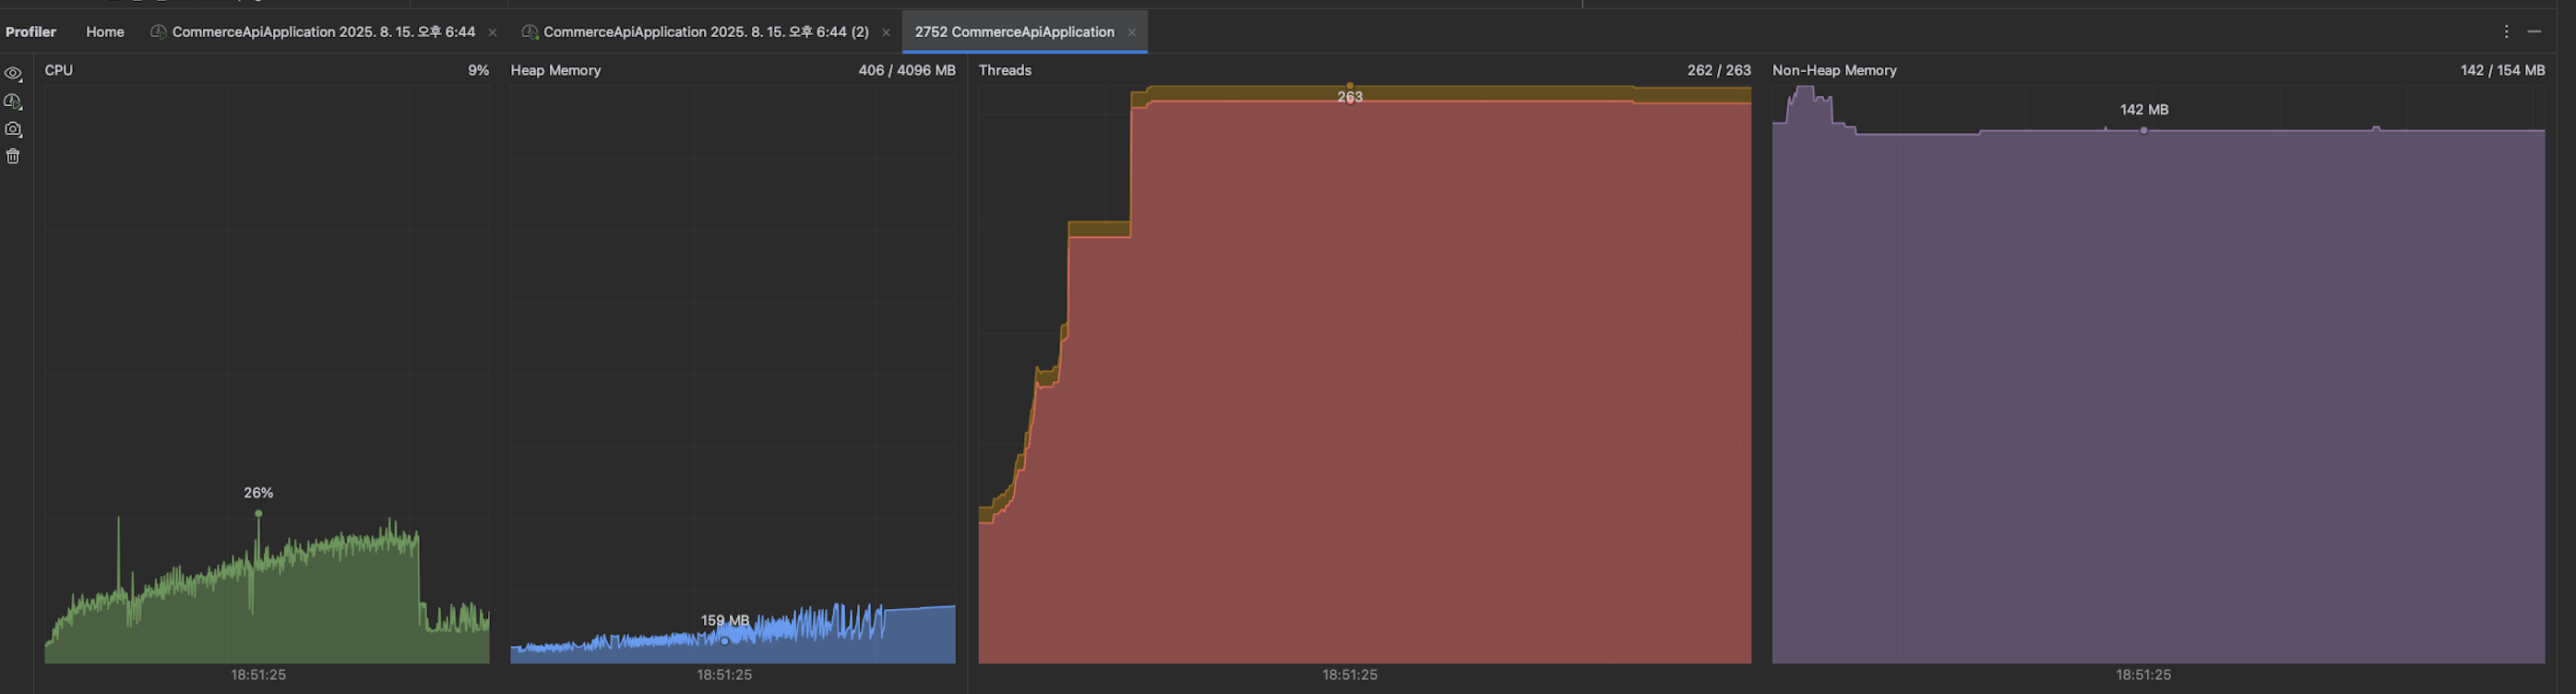 Profiler Home CommerceApiApplication 2025. 8. 15. 오후 6:44 CommerceApiApplication 2025. 8. 15. 오후 6:44 (2) 2752 CommerceApiApplication
CPU 9% Heap Memory 406 / 4096 MB Threads 262 / 263 Non-Heap Memory 142 / 154 MB
263
142 MB
26%
159 MB
18:51:25 18:51:25 18:51:25 18:51:25